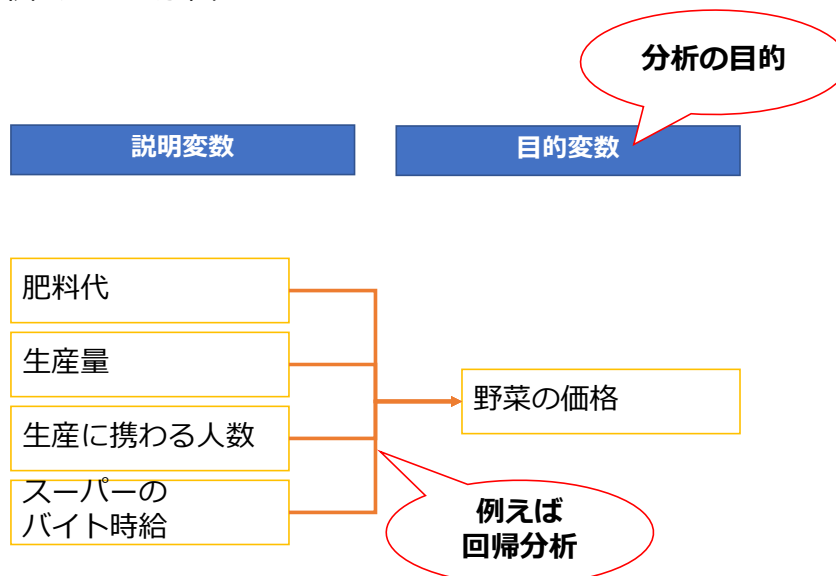 分析の目的
説明変数
目的変数
肥料代
生産量
生産に携わる人数
スーパーの
バイト時給
野菜の価格
例えば
回帰分析